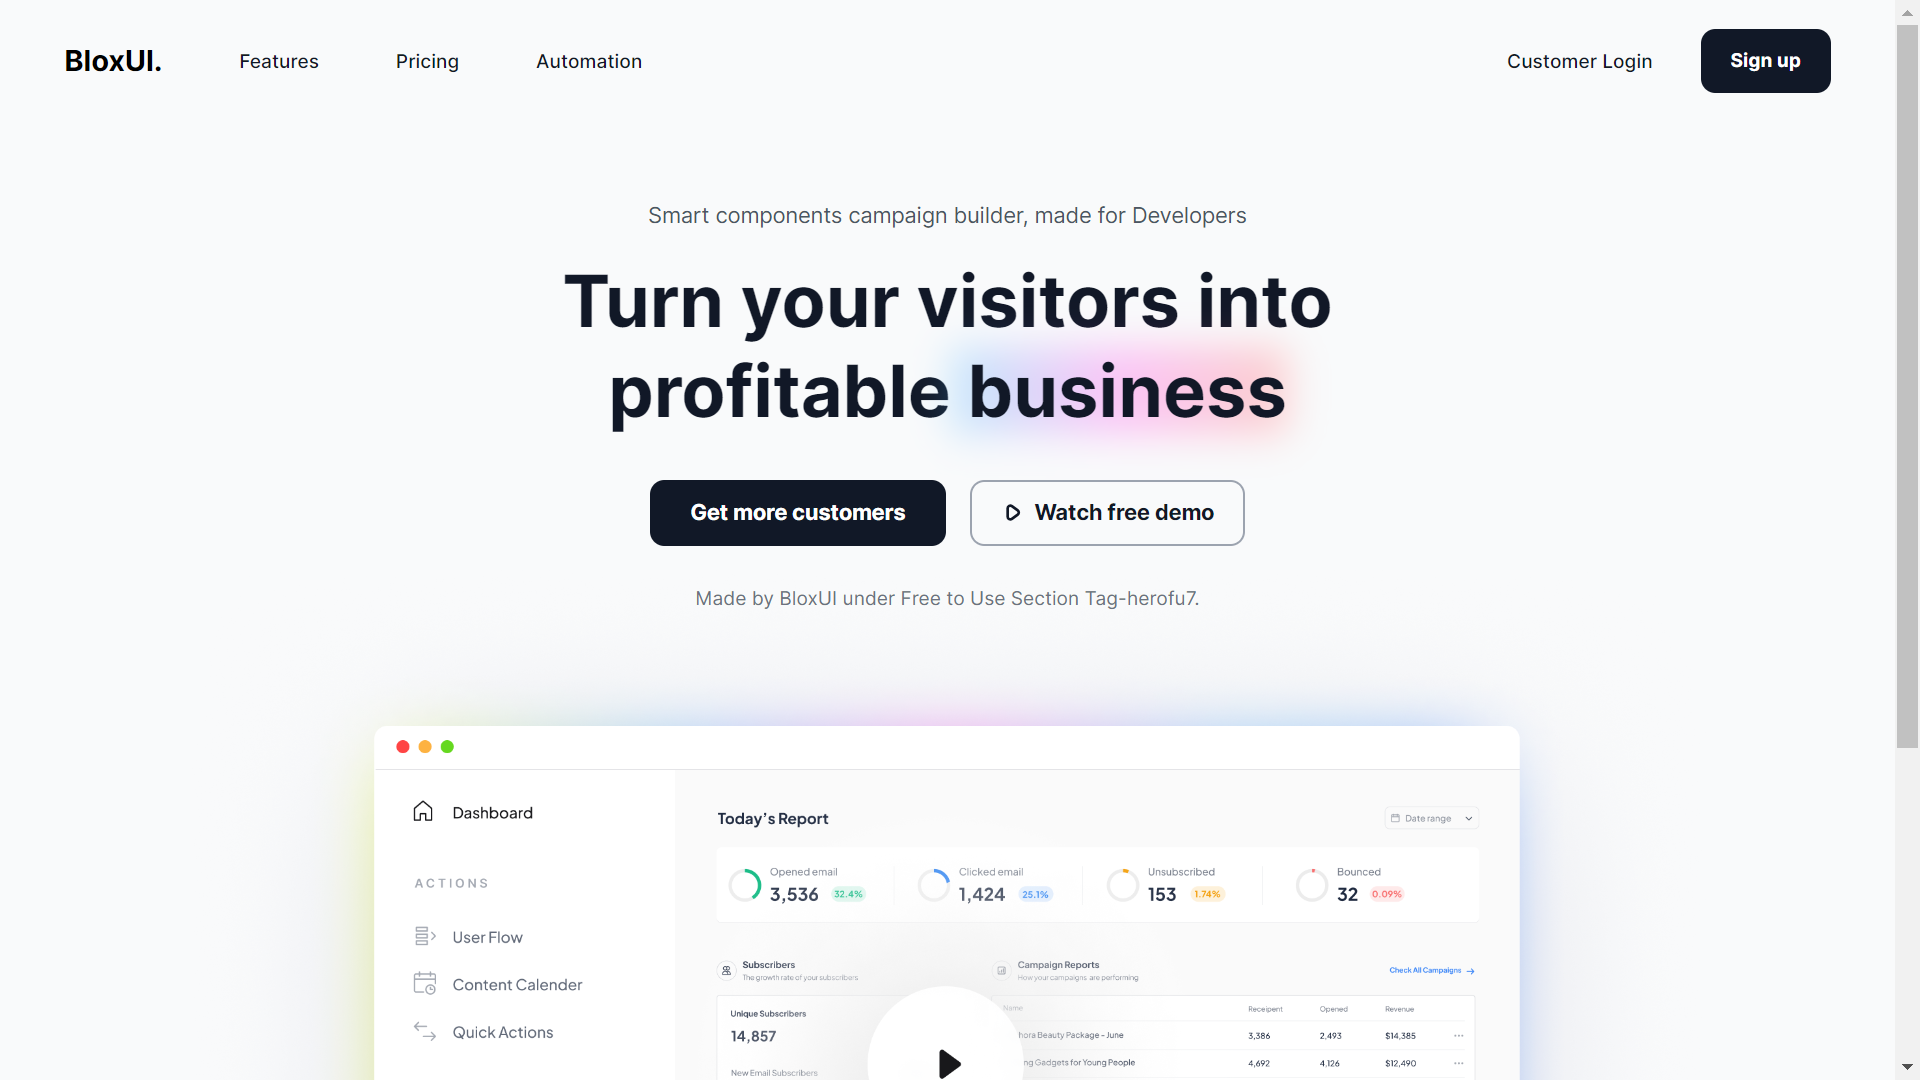 BloxUI.
Features
Pricing
Automation
Customer Login
Sign up
Smart components campaign builder, made for Developers
Turn your visitors into
profitable business
Get more customers
Watch free demo
Made by BloxUI under Free to Use Section Tag-herofu7.
Dashboard
ACTIONS
User Flow
Content Calender
Quick Actions
Today's Report
Date range
Opened email
3,536 32.4%
Clicked email
1,424 25.1%
Unsubscribed
153 1.74%
Bounced
32 0.09%
Subscribers
The growth rate of your subscribers
Unique Subscribers
14,857
New Email Subscribers
Campaign Reports
How your campaigns are performing
Check All Campaigns
Name Receipent Opened Revenue
Beauty Package - June 3,386 2,493 $14,385
Gadgets for Young People 4,692 4,126 $12,490